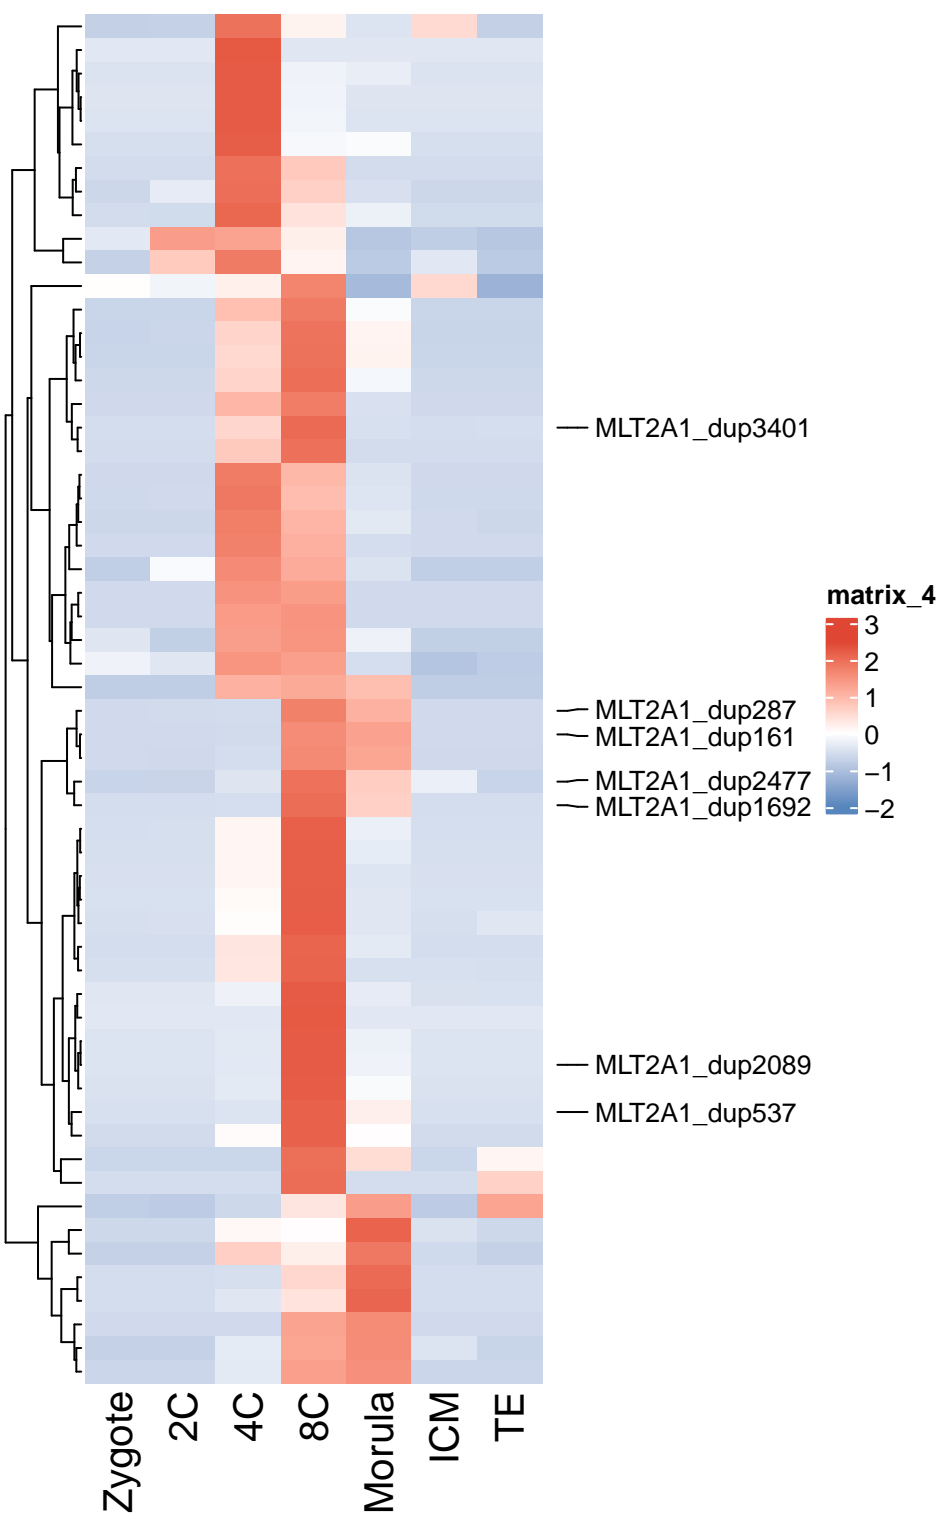 MLT2A1_dup3401
matrix_4
3
2
1
0
−1
−2
MLT2A1_dup287
MLT2A1_dup161
MLT2A1_dup2477
MLT2A1_dup1692
MLT2A1_dup2089
MLT2A1_dup537
Zygote
2C
4C
8C
Morula
ICM
TE